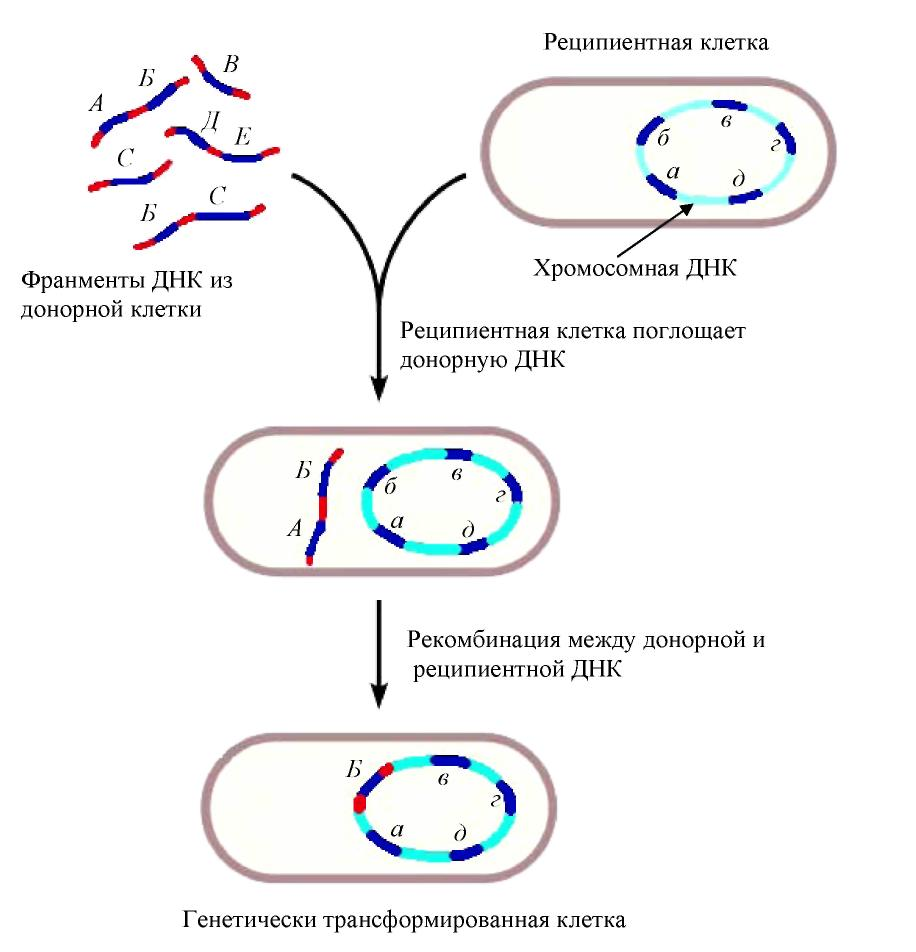 Реципиентная клетка
В
Б
А
Д
Е
С
Б
С
в
б
г
а
д
Франменты ДНК из
донорной клетки
Хромосомная ДНК
Реципиентная клетка поглощает
донорную ДНК
Б
А
в
б
г
а
д
Рекомбинация между донорной и
реципиентной ДНК
Б
в
г
а
д
Генетически трансформированная клетка